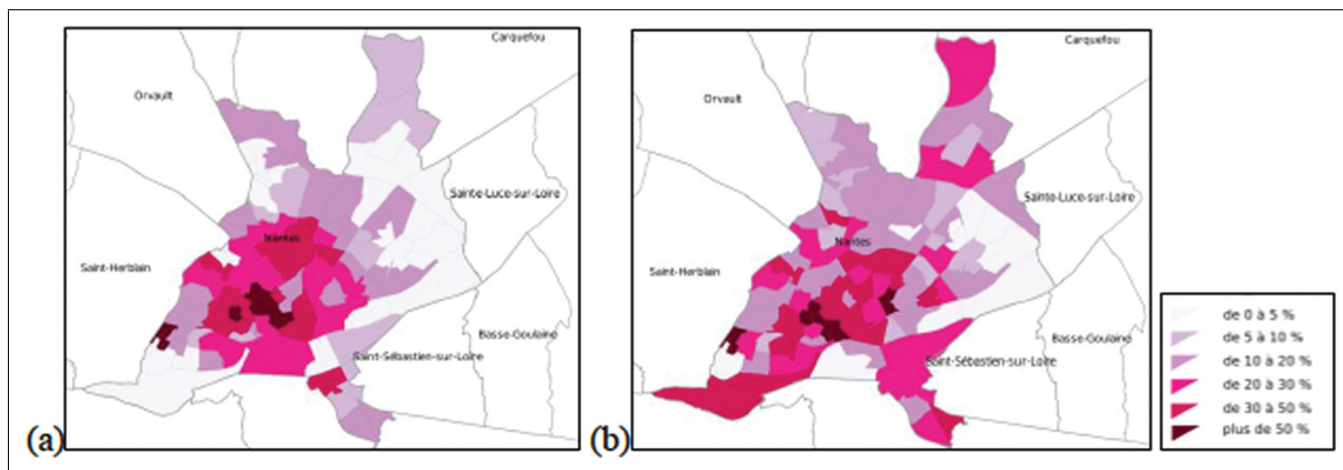 Carquefou
Orvault
Sainte-Luce-sur-Loire
Nantes
Saint-Herblain
Basse-Goulaine
Saint-Sébastien-sur-Loire
(a)
Carquefou
Orvault
Sainte-Luce-sur-Loire
Nantes
Saint-Herblain
Basse-Goulaine
Saint-Sébastien-sur-Loire
(b)
de 0 à 5 %
de 5 à 10 %
de 10 à 20 %
de 20 à 30 %
de 30 à 50 %
plus de 50 %